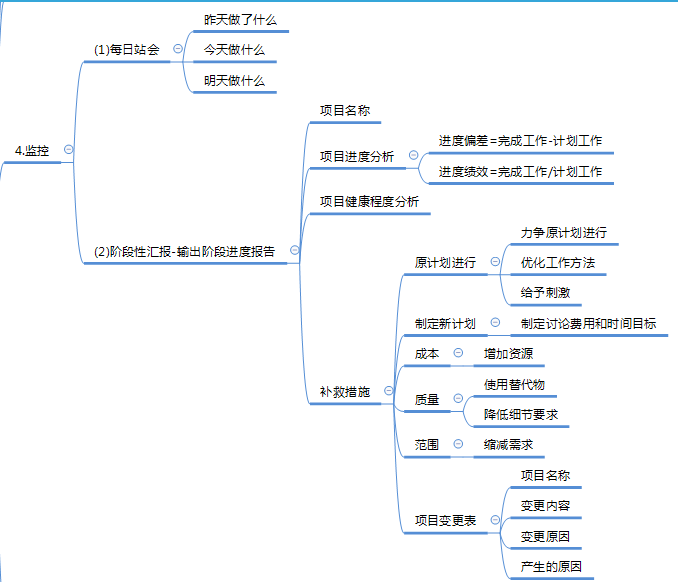 4.监控
(1)每日站会
昨天做了什么
今天做什么
明天做什么
(2)阶段性汇报-输出阶段进度报告
项目名称
项目进度分析
进度偏差=完成工作-计划工作
进度绩效=完成工作/计划工作
项目健康程度分析
补救措施
原计划进行
力争原计划进行
优化工作方法
给予刺激
制定新计划
制定讨论费用和时间目标
成本
增加资源
质量
使用替代物
降低细节要求
范围
缩减需求
项目变更表
项目名称
变更内容
变更原因
产生的原因